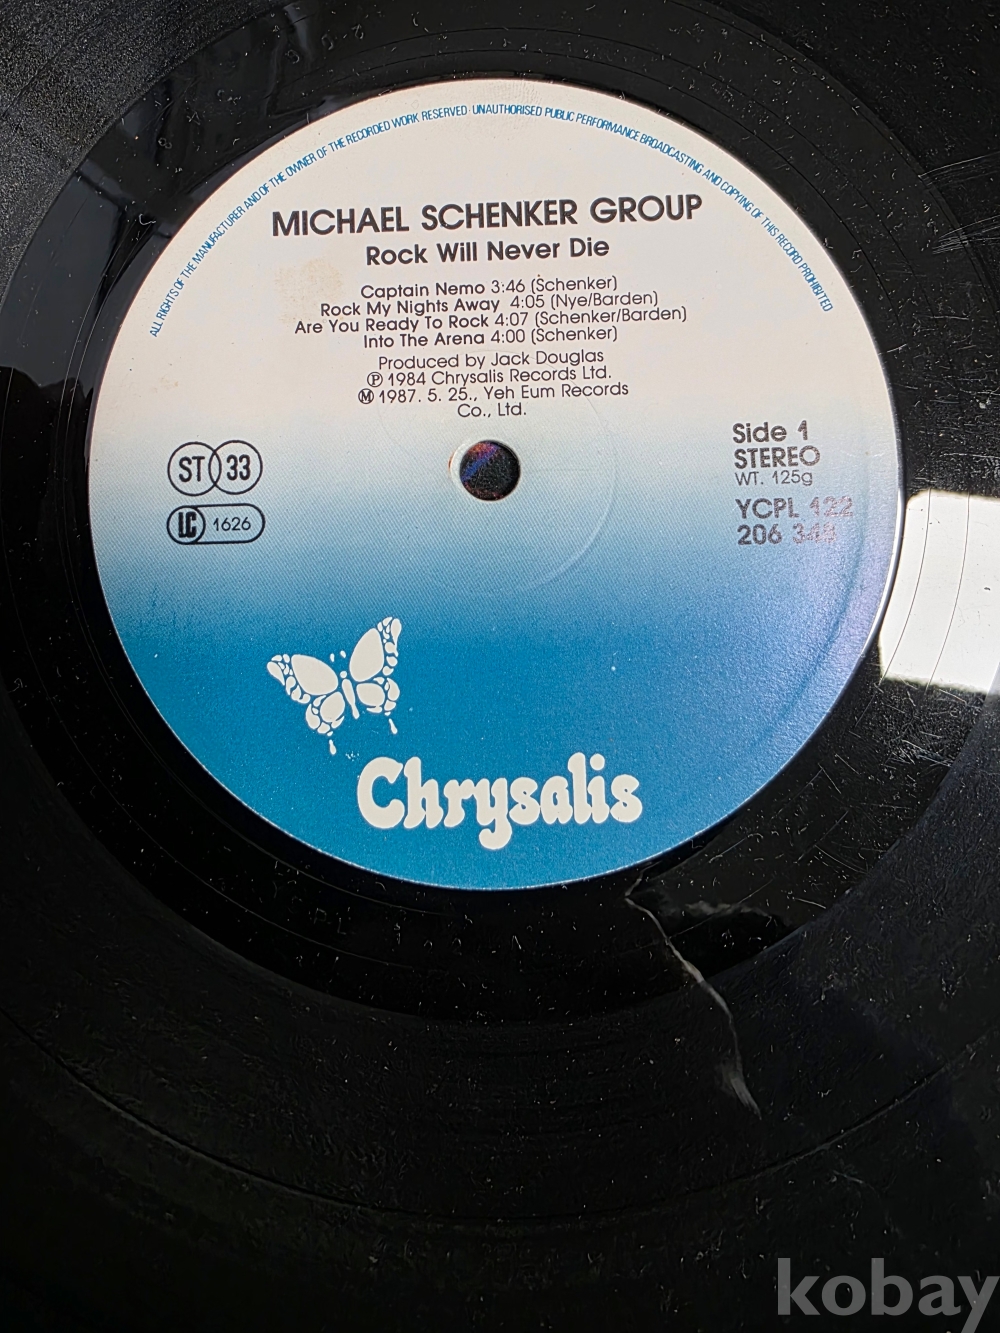 ALL RIGHTS OF THE MANUFACTURER AND OF THE OWNER OF THE RECORDED WORK RESERVED · UNAUTHORISED PUBLIC PERFORMANCE BROADCASTING AND COPYING OF THIS RECORD PROHIBITED
MICHAEL SCHENKER GROUP
Rock Will Never Die
Captain Nemo 3:46 (Schenker)
Rock My Nights Away 4:05 (Nye/Barden)
Are You Ready To Rock 4:07 (Schenker/Barden)
Into The Arena 4:00 (Schenker)
Produced by Jack Douglas
Ⓟ 1984 Chrysalis Records Ltd.
Ⓜ 1987. 5. 25., Yeh Eum Records
Co., Ltd.
ST 33
LC 1626
Side 1
STEREO
WT. 125g
YCPL 122
206
Chrysalis
kobay